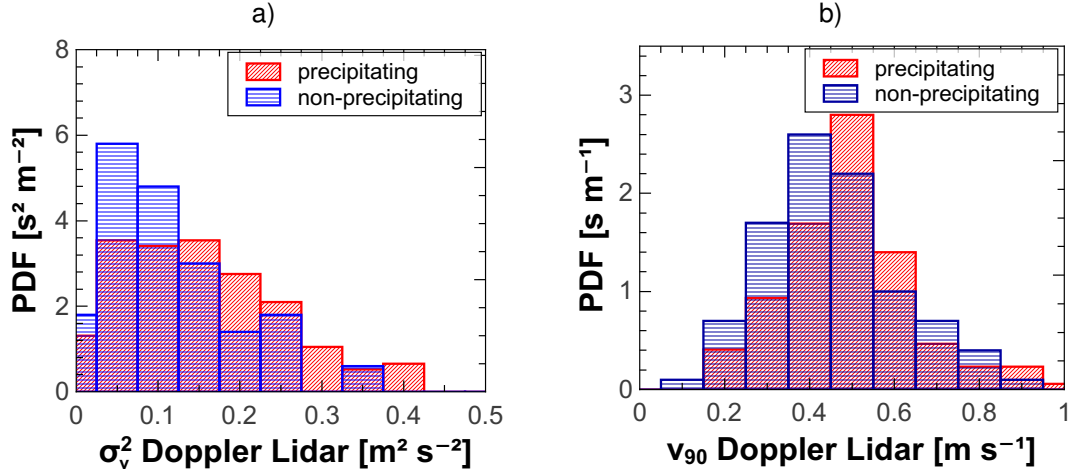 a)
8
6
4
2
0
PDF [s² m⁻²]
precipitating
non-precipitating
0 0.1 0.2 0.3 0.4 0.5
σ²ᵥ Doppler Lidar [m² s⁻²]
b)
3
2
1
0
PDF [s m⁻¹]
precipitating
non-precipitating
0 0.2 0.4 0.6 0.8 1
v₉₀ Doppler Lidar [m s⁻¹]